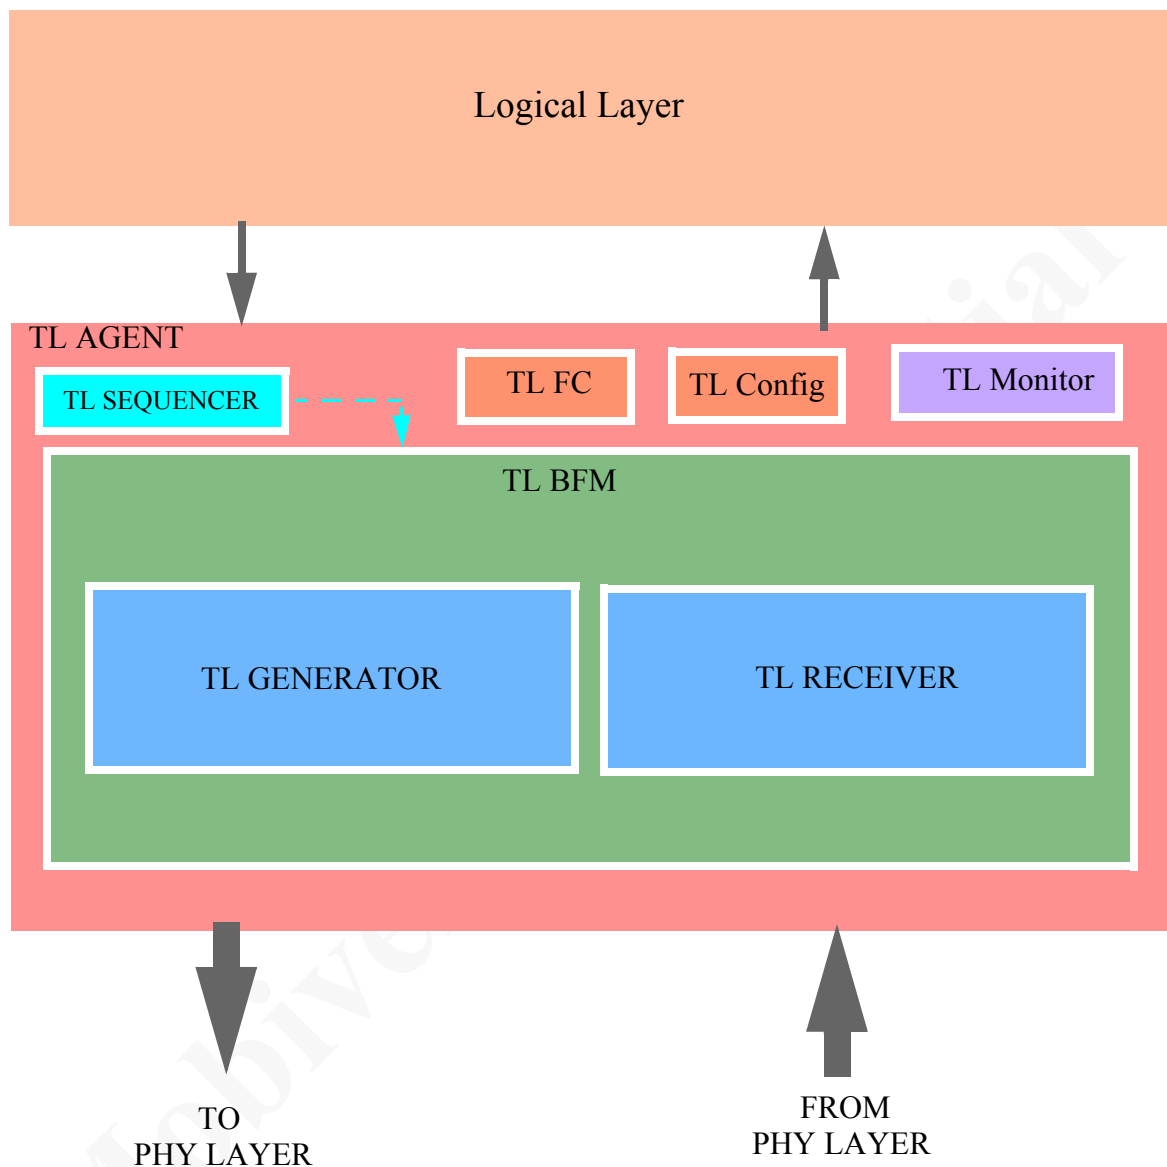 Logical Layer
TL AGENT
TL SEQUENCER
TL FC
TL Config
TL Monitor
TL BFM
TL GENERATOR
TL RECEIVER
TO
PHY LAYER
FROM
PHY LAYER